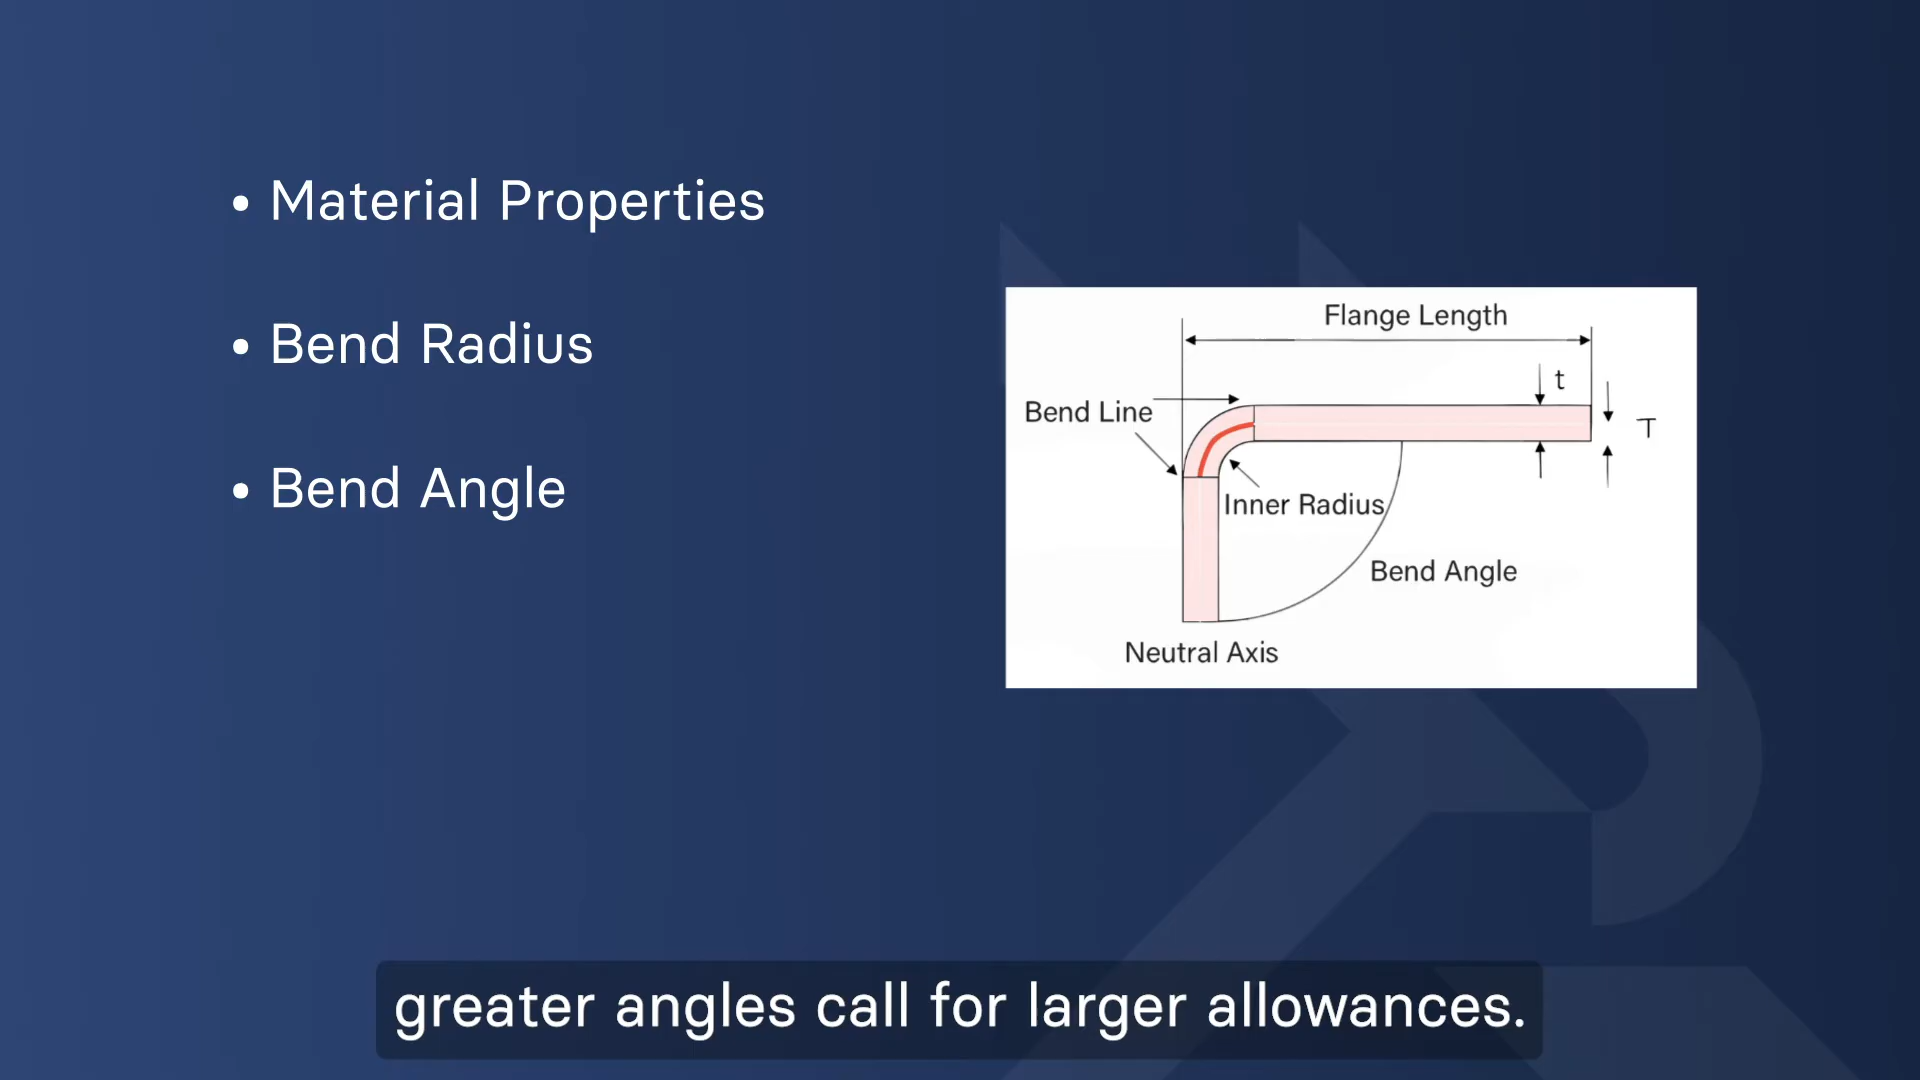 • Material Properties
• Bend Radius
• Bend Angle
Flange Length
t
Bend Line
T
Inner Radius
Bend Angle
Neutral Axis
greater angles call for larger allowances.